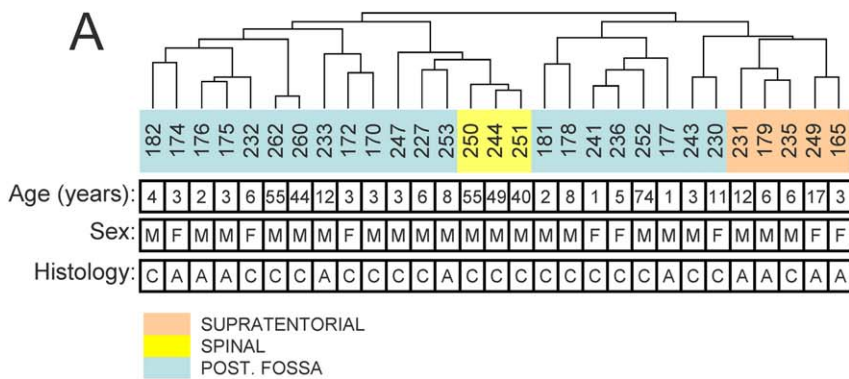 A
182 174 176 175 232 262 260 233 172 170 247 227 253 250 244 251 181 178 241 236 252 177 243 230 231 179 235 249 165
Age (years): 4 3 2 3 6 55 44 12 3 3 3 6 8 55 49 40 2 8 1 5 74 1 3 11 12 6 6 17 3
Sex: M F M M F M M M F M M M M M M M M M F F M M M F M M M F F
Histology: C A A A C C C A C C C C A C C C C C C C C A C C A A C A A
SUPRATENTORIAL
SPINAL
POST. FOSSA